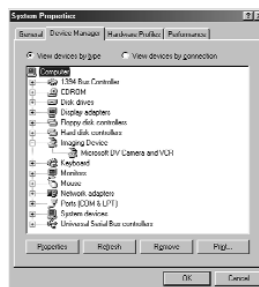 System Properties
General Device Manager Hardware Profiles Performance
View devices by type View devices by connection
Computer
1394 Bus Controller
CDROM
Disk drives
Display adapters
Floppy disk controllers
Hard disk controllers
Imaging Device
Microsoft DV Camera and VCR
Keyboard
Monitors
Mouse
Network adapters
Ports (COM & LPT)
System devices
Universal Serial Bus controllers
Properties Refresh Remove Print...
OK Cancel